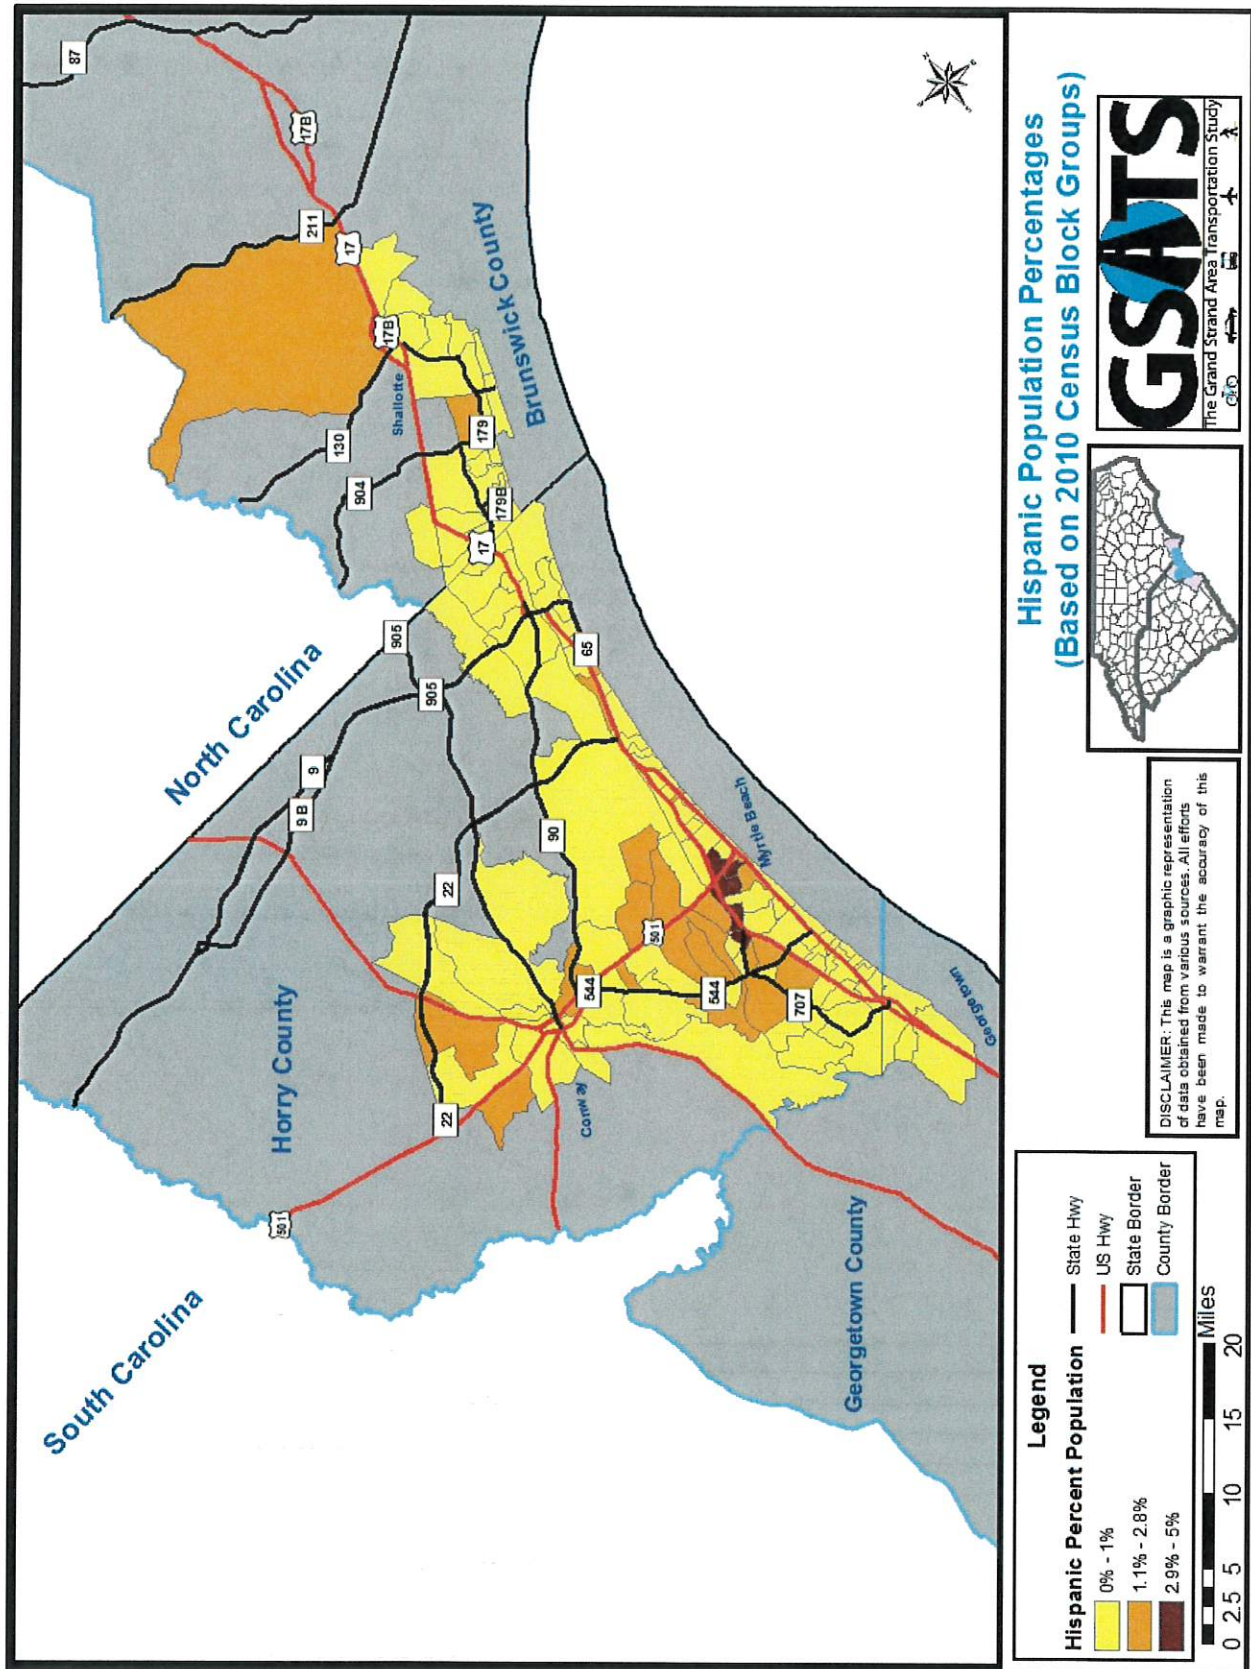 South Carolina
North Carolina
Horry County
Brunswick County
Georgetown County
Conway
Myrtle Beach
Georgetown
Shallotte
501
22
22
9 B
9
905
905
90
544
544
501
707
65
904
130
179
179B
17
17B
17
211
17B
87
Legend
Hispanic Percent Population
0% - 1%
1.1% - 2.8%
2.9% - 5%
State Hwy
US Hwy
State Border
County Border
0 2.5 5 10 15 20
Miles
DISCLAIMER: This map is a graphic representation
of data obtained from various sources. All efforts
have been made to warrant the accuracy of this
map.
Hispanic Population Percentages
(Based on 2010 Census Block Groups)
GSATS
The Grand Strand Area Transportation Study